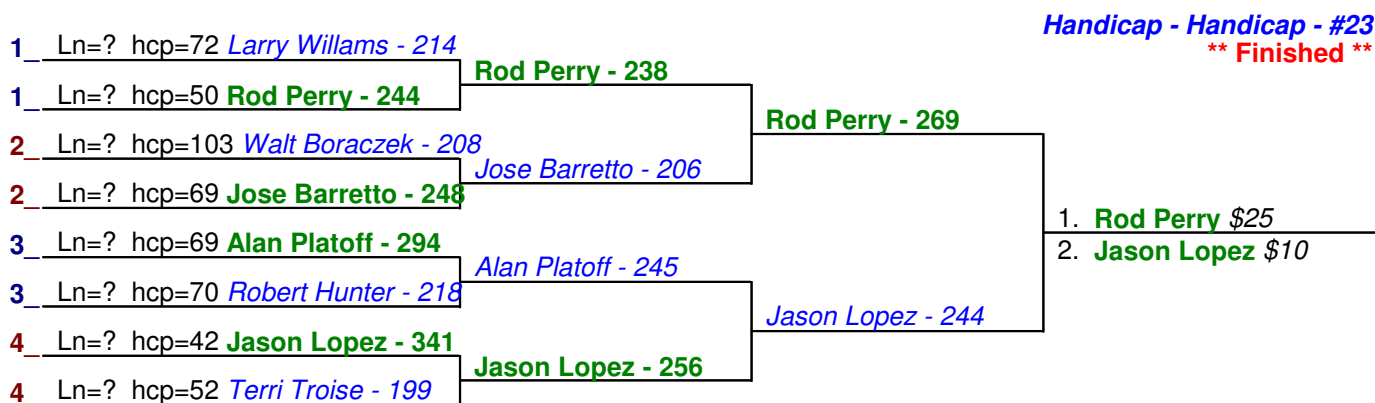 Handicap - Handicap - #23
** Finished **
1_ Ln=? hcp=72 Larry Willams - 214
1_ Ln=? hcp=50 Rod Perry - 244
2_ Ln=? hcp=103 Walt Boraczek - 208
2_ Ln=? hcp=69 Jose Barretto - 248
3_ Ln=? hcp=69 Alan Platoff - 294
3_ Ln=? hcp=70 Robert Hunter - 218
4_ Ln=? hcp=42 Jason Lopez - 341
4 Ln=? hcp=52 Terri Troise - 199
Rod Perry - 238
Jose Barretto - 206
Alan Platoff - 245
Jason Lopez - 256
Rod Perry - 269
Jason Lopez - 244
1. Rod Perry $25
2. Jason Lopez $10